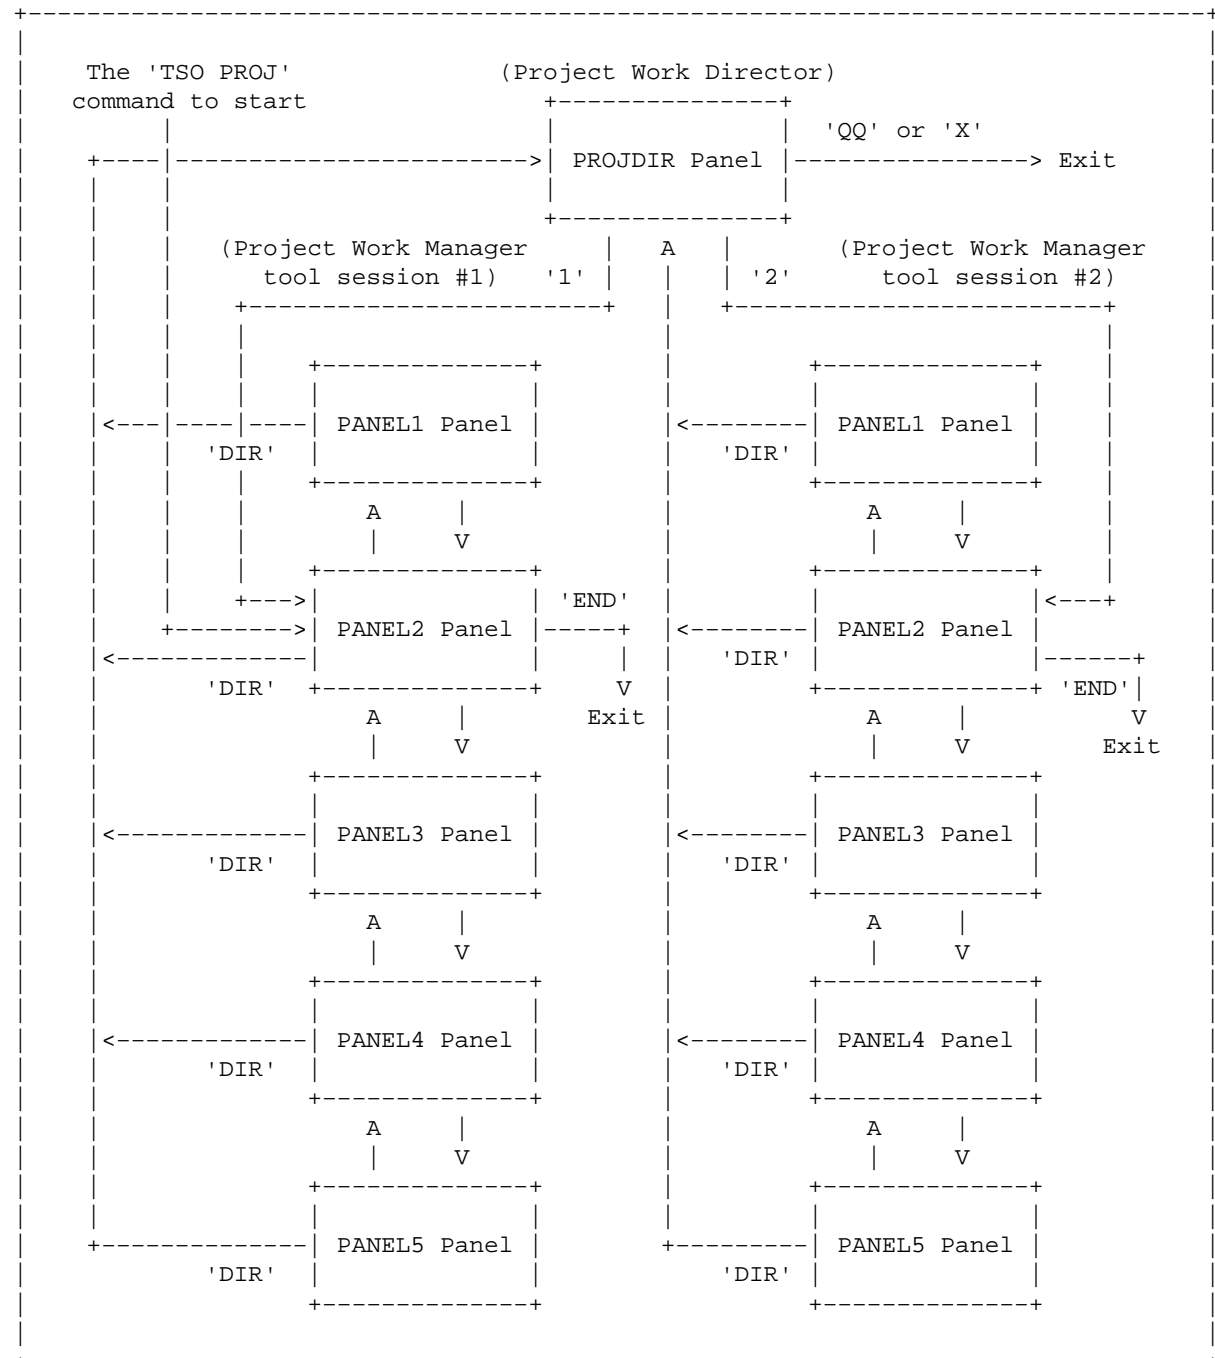 The 'TSO PROJ' (Project Work Director)
command to start
'QQ' or 'X'
PROJDIR Panel Exit
(Project Work Manager A (Project Work Manager
tool session #1) '1' '2' tool session #2)
PANEL1 Panel PANEL1 Panel
'DIR' 'DIR'
A A
V V
'END'
PANEL2 Panel PANEL2 Panel
'DIR'
'DIR' V 'END'
A Exit A V
V V Exit
PANEL3 Panel PANEL3 Panel
'DIR' 'DIR'
A A
V V
PANEL4 Panel PANEL4 Panel
'DIR' 'DIR'
A A
V V
PANEL5 Panel PANEL5 Panel
'DIR' 'DIR'